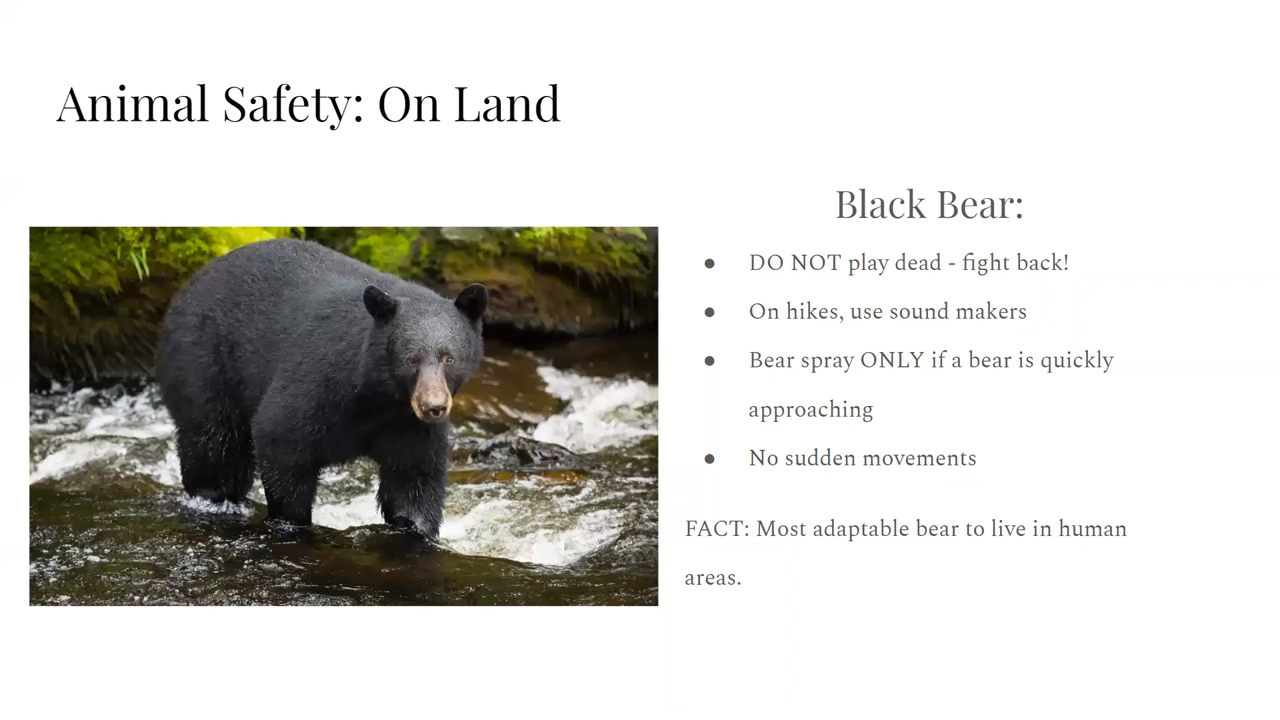 Animal Safety: On Land
Black Bear:
● DO NOT play dead - fight back!
● On hikes, use sound makers
● Bear spray ONLY if a bear is quickly
approaching
● No sudden movements
FACT: Most adaptable bear to live in human
areas.